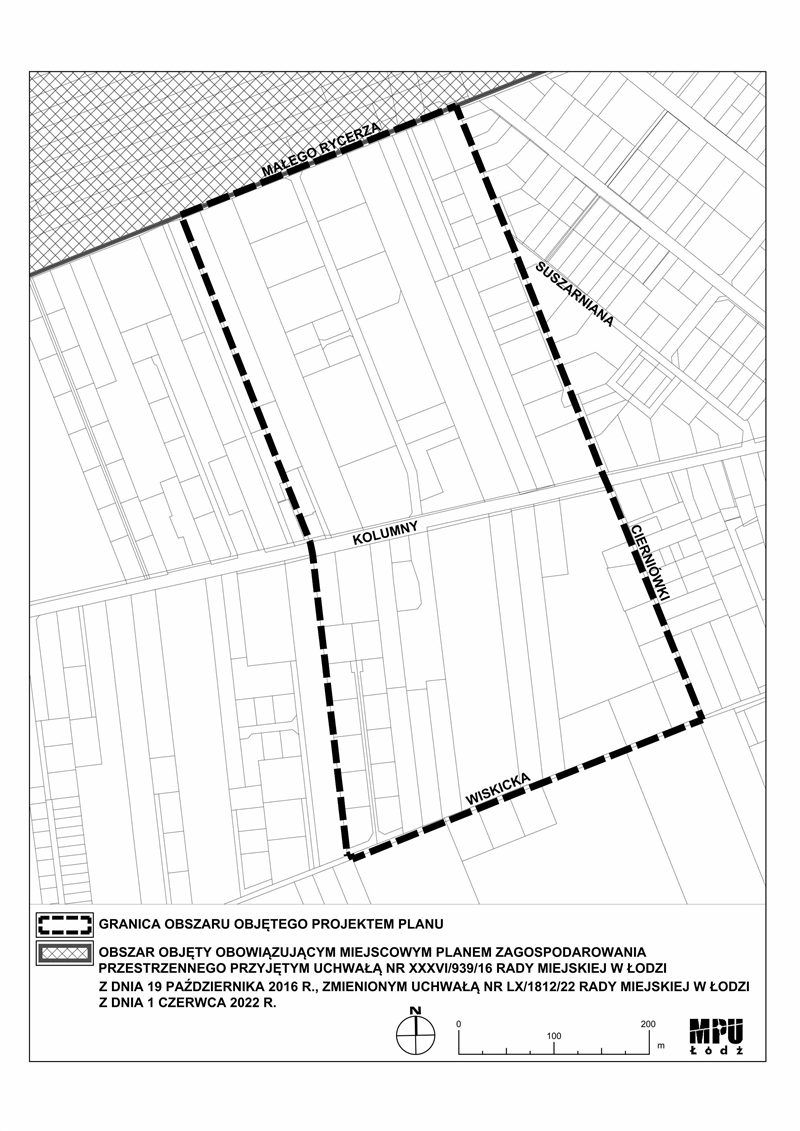 MAŁEGO RYCERZA
SUSZARNIANA
KOLUMNY
CIERNIÓWKI
WISKICKA
GRANICA OBSZARU OBJĘTEGO PROJEKTEM PLANU
OBSZAR OBJĘTY OBOWIĄZUJĄCYM MIEJSCOWYM PLANEM ZAGOSPODAROWANIA
PRZESTRZENNEGO PRZYJĘTYM UCHWAŁĄ NR XXXVI/939/16 RADY MIEJSKIEJ W ŁODZI
Z DNIA 19 PAŹDZIERNIKA 2016 R., ZMIENIONYM UCHWAŁĄ NR LX/1812/22 RADY MIEJSKIEJ W ŁODZI
Z DNIA 1 CZERWCA 2022 R.
N
0 100 200 m
MPU
Łódź